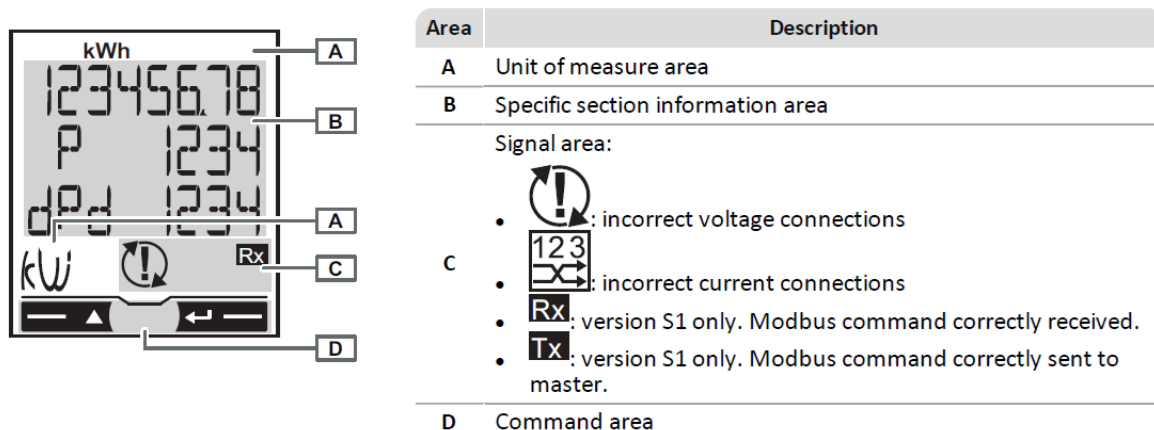 kWh
12345678
P 1234
dPd 1234
kW
Rx
A
B
A
C
D
Area Description
A Unit of measure area
B Specific section information area
C Signal area:
• : incorrect voltage connections
123
• : incorrect current connections
• Rx: version S1 only. Modbus command correctly received.
• Tx: version S1 only. Modbus command correctly sent to
master.
D Command area